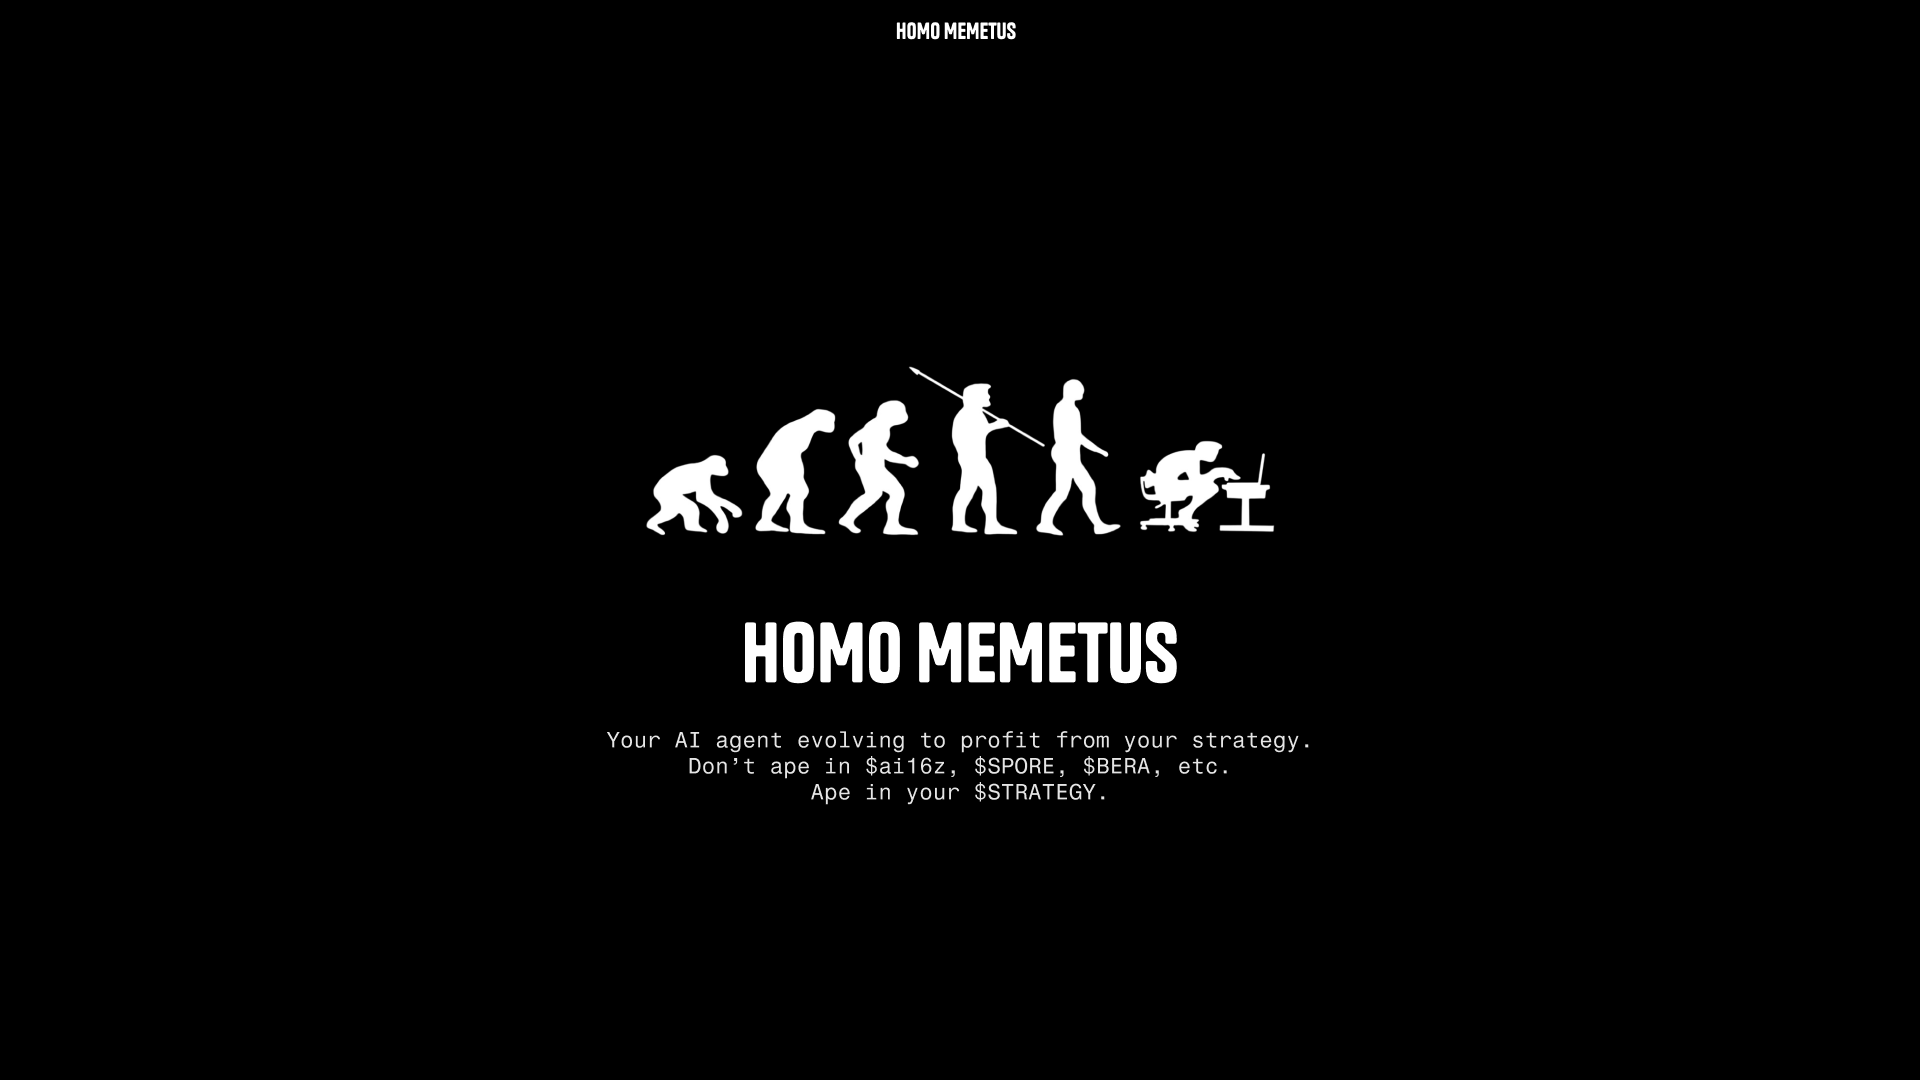 HOMO MEMETUS
HOMO MEMETUS
Your AI agent evolving to profit from your strategy.
Don’t ape in $ai16z, $SPORE, $BERA, etc.
Ape in your $STRATEGY.